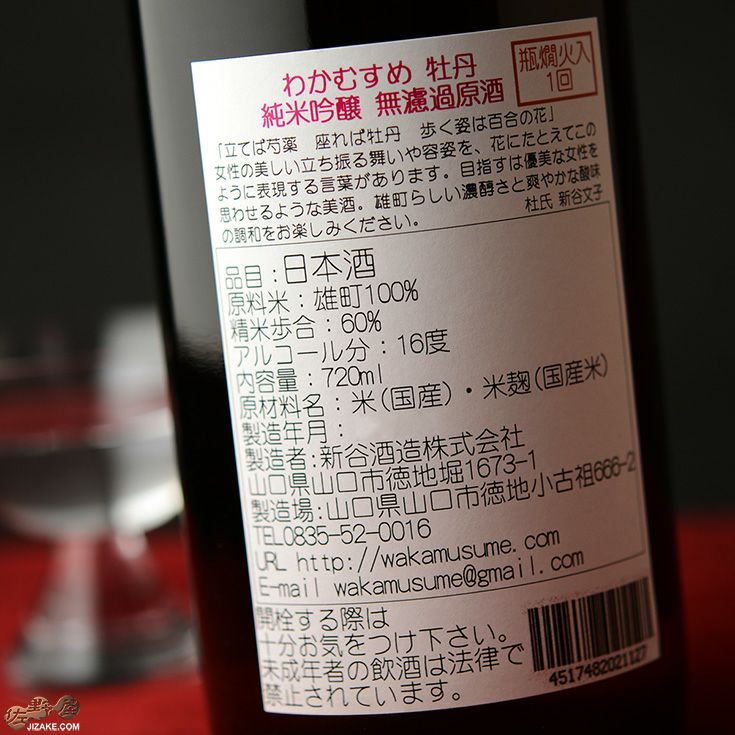 わかむすめ 牡丹
純米吟醸 無濾過原酒
瓶燗火入
1回
「立てば芍薬　座れば牡丹　歩く姿は百合の花」
女性の美しい立ち振る舞いや容姿を、花にたとえてこの
ように表現する言葉があります。目指すは優美な女性を
思わせるような美酒。雄町らしい濃醇さと爽やかな酸味
の調和をお楽しみください。
杜氏 新谷文子
品目：日本酒
原料米：雄町100%
精米歩合：60%
アルコール分：16度
内容量：720ml
原材料名：米(国産)・米麹(国産米)
製造年月：
製造者：新谷酒造株式会社
山口県山口市徳地堀1673-1
製造場：山口県山口市徳地小古祖666-2
TEL0835-52-0016
URL http://wakamusume.com
E-mail wakamusume@gmail.com
開栓する際は
十分お気をつけ下さい。
未成年者の飲酒は法律で
禁止されています。
4517482021127
佐野屋
JIZAKE.COM